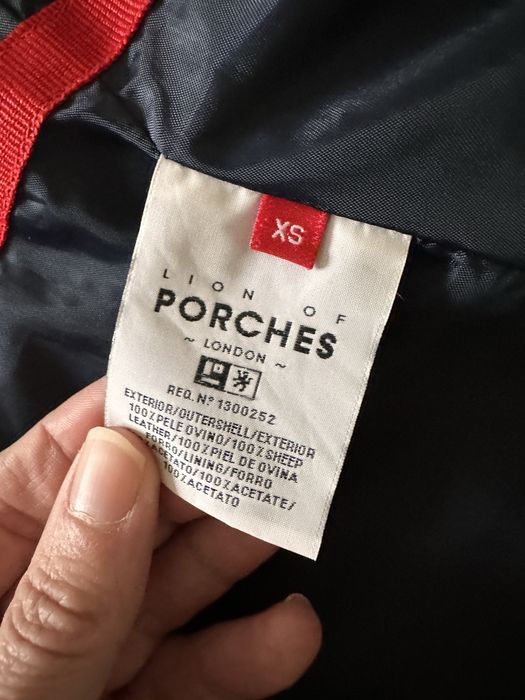 XS
LION OF
PORCHES
~ LONDON ~
REG. Nº 1300252
EXTERIOR/OUTERSHELL/EXTERIOR
100% PELE OVINO/100% SHEEP
LEATHER/100% PIEL DE OVINA
FORRO/LINING/FORRO
ACETATO/100% ACETATE/
100% ACETATO